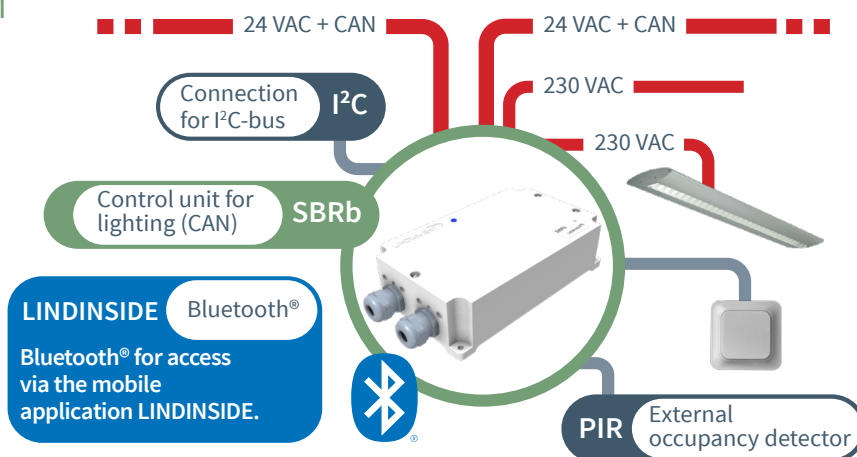 24 VAC + CAN
24 VAC + CAN
230 VAC
230 VAC
Connection
for I²C-bus
I²C
Control unit for
lighting (CAN)
SBRb
LINDINSIDE
Bluetooth®
Bluetooth® for access
via the mobile
application LINDINSIDE.
®
PIR
External
occupancy detector